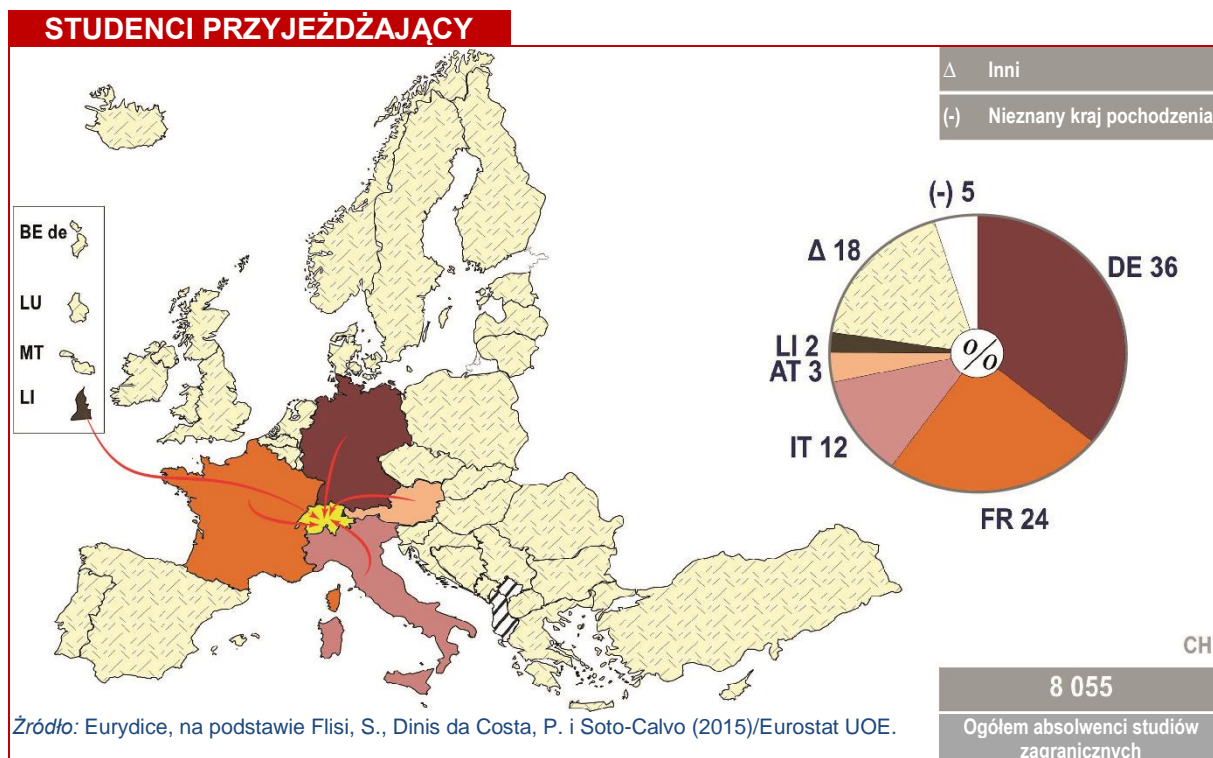 STUDENCI PRZYJEŻDŻAJĄCY
Δ Inni
(-) Nieznany kraj pochodzenia
BE de
LU
MT
LI
(-) 5
Δ 18
DE 36
LI 2
AT 3
%
IT 12
FR 24
CH
8 055
Ogółem absolwenci studiów
zagranicznych
Źródło: Eurydice, na podstawie Flisi, S., Dinis da Costa, P. i Soto-Calvo (2015)/Eurostat UOE.